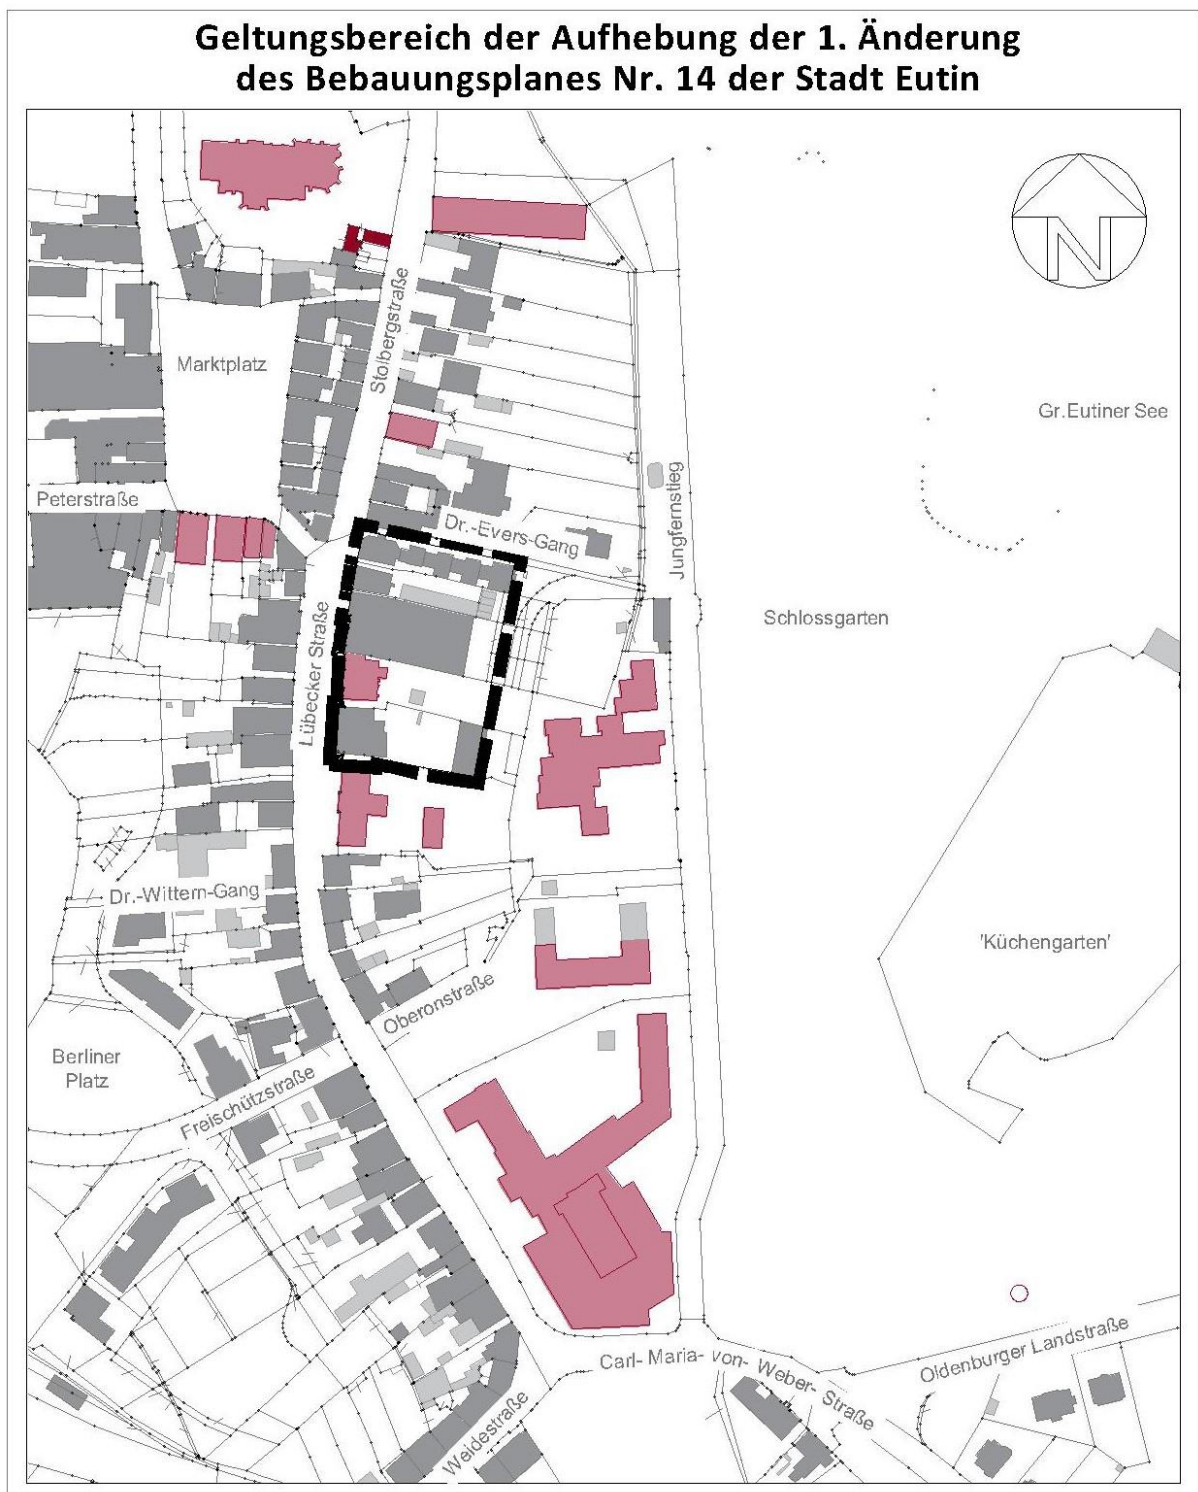 Geltungsbereich der Aufhebung der 1. Änderung
des Bebauungsplanes Nr. 14 der Stadt Eutin
N
Stolbergstraße
Marktplatz
Gr.Eutiner See
Peterstraße
Jungfernstieg
Dr.-Evers-Gang
Lübecker Straße
Schlossgarten
Dr.-Wittern-Gang
'Küchengarten'
Oberonstraße
Berliner
Platz
Freischützstraße
Carl- Maria- von- Weber- Straße
Oldenburger Landstraße
Weidestraße